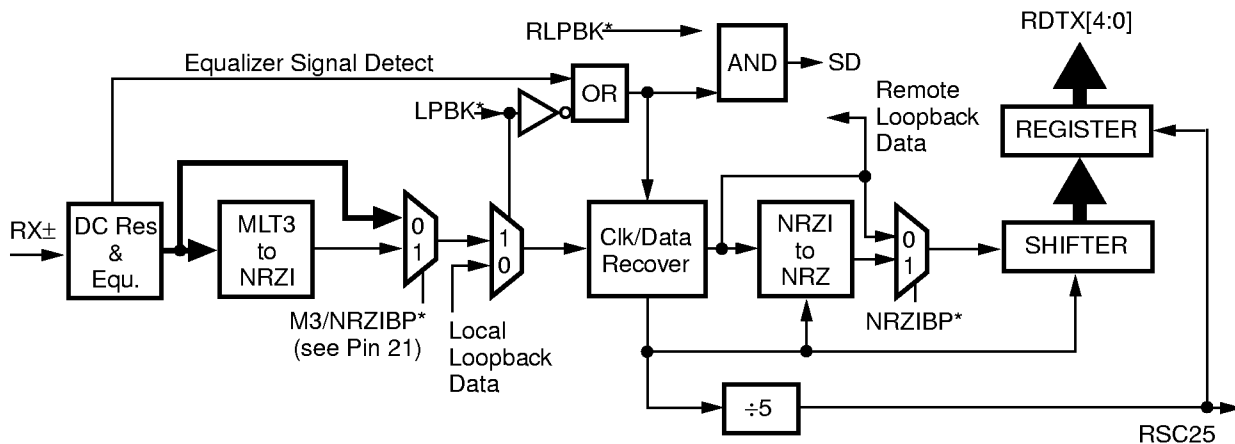 RLPBK*
RDTX[4:0]
AND
SD
Equalizer Signal Detect
OR
LPBK*
Remote
Loopback
Data
REGISTER
RX±
DC Res
&
Equ.
MLT3
to
NRZI
0
1
1
0
Clk/Data
Recover
NRZI
to
NRZ
0
1
SHIFTER
M3/NRZIBP*
(see Pin 21)
Local
Loopback
Data
NRZIBP*
÷5
RSC25